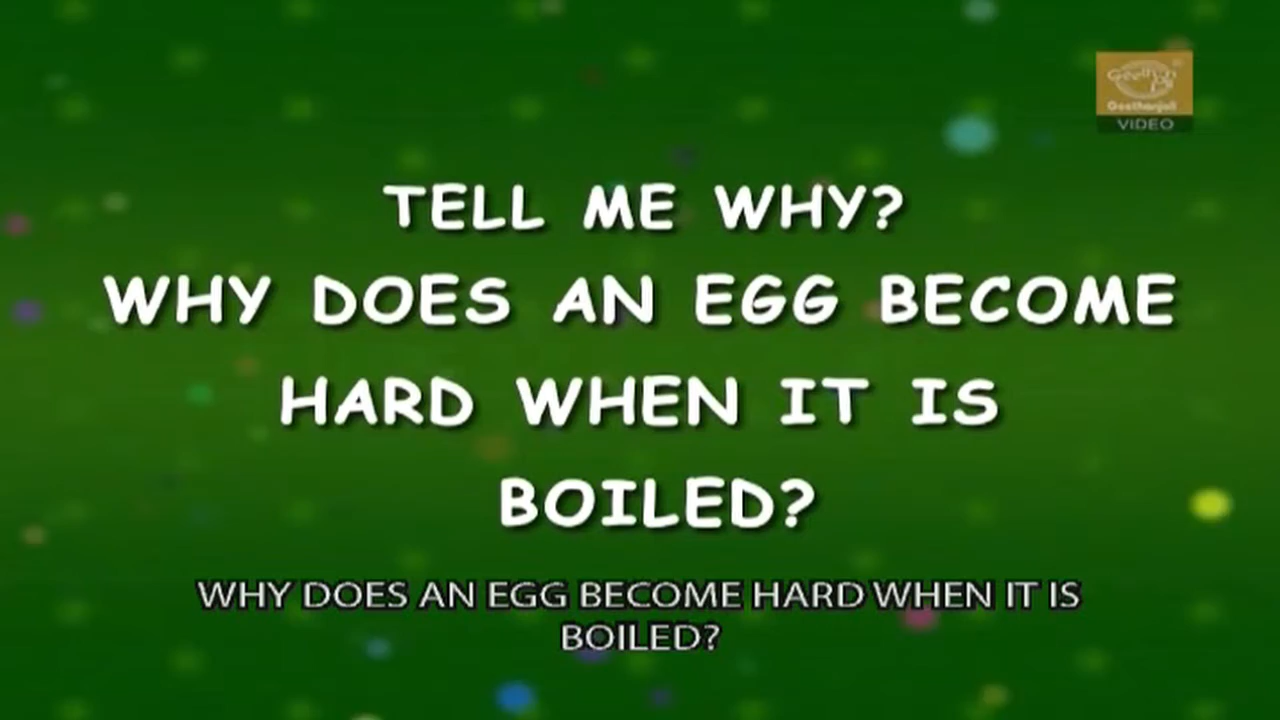 Geethanjali
VIDEO
TELL ME WHY?
WHY DOES AN EGG BECOME
HARD WHEN IT IS
BOILED?
WHY DOES AN EGG BECOME HARD WHEN IT IS
BOILED?